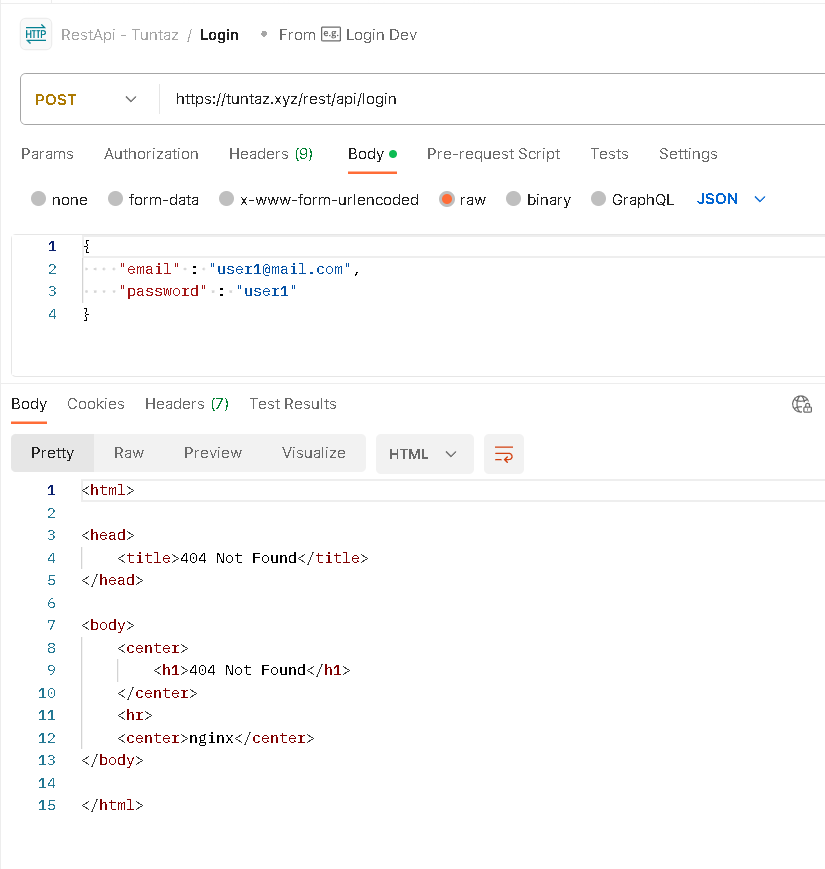 HTTP RestApi - Tuntaz / Login • From e.g. Login Dev
POST https://tuntaz.xyz/rest/api/login
Params Authorization Headers (9) Body Pre-request Script Tests Settings
none form-data x-www-form-urlencoded raw binary GraphQL JSON
1 {
2 ····"email"·:·"user1@mail.com",
3 ····"password"·:·"user1"
4 }
Body Cookies Headers (7) Test Results
Pretty Raw Preview Visualize HTML
1 <html>
2
3 <head>
4 <title>404 Not Found</title>
5 </head>
6
7 <body>
8 <center>
9 <h1>404 Not Found</h1>
10 </center>
11 <hr>
12 <center>nginx</center>
13 </body>
14
15 </html>